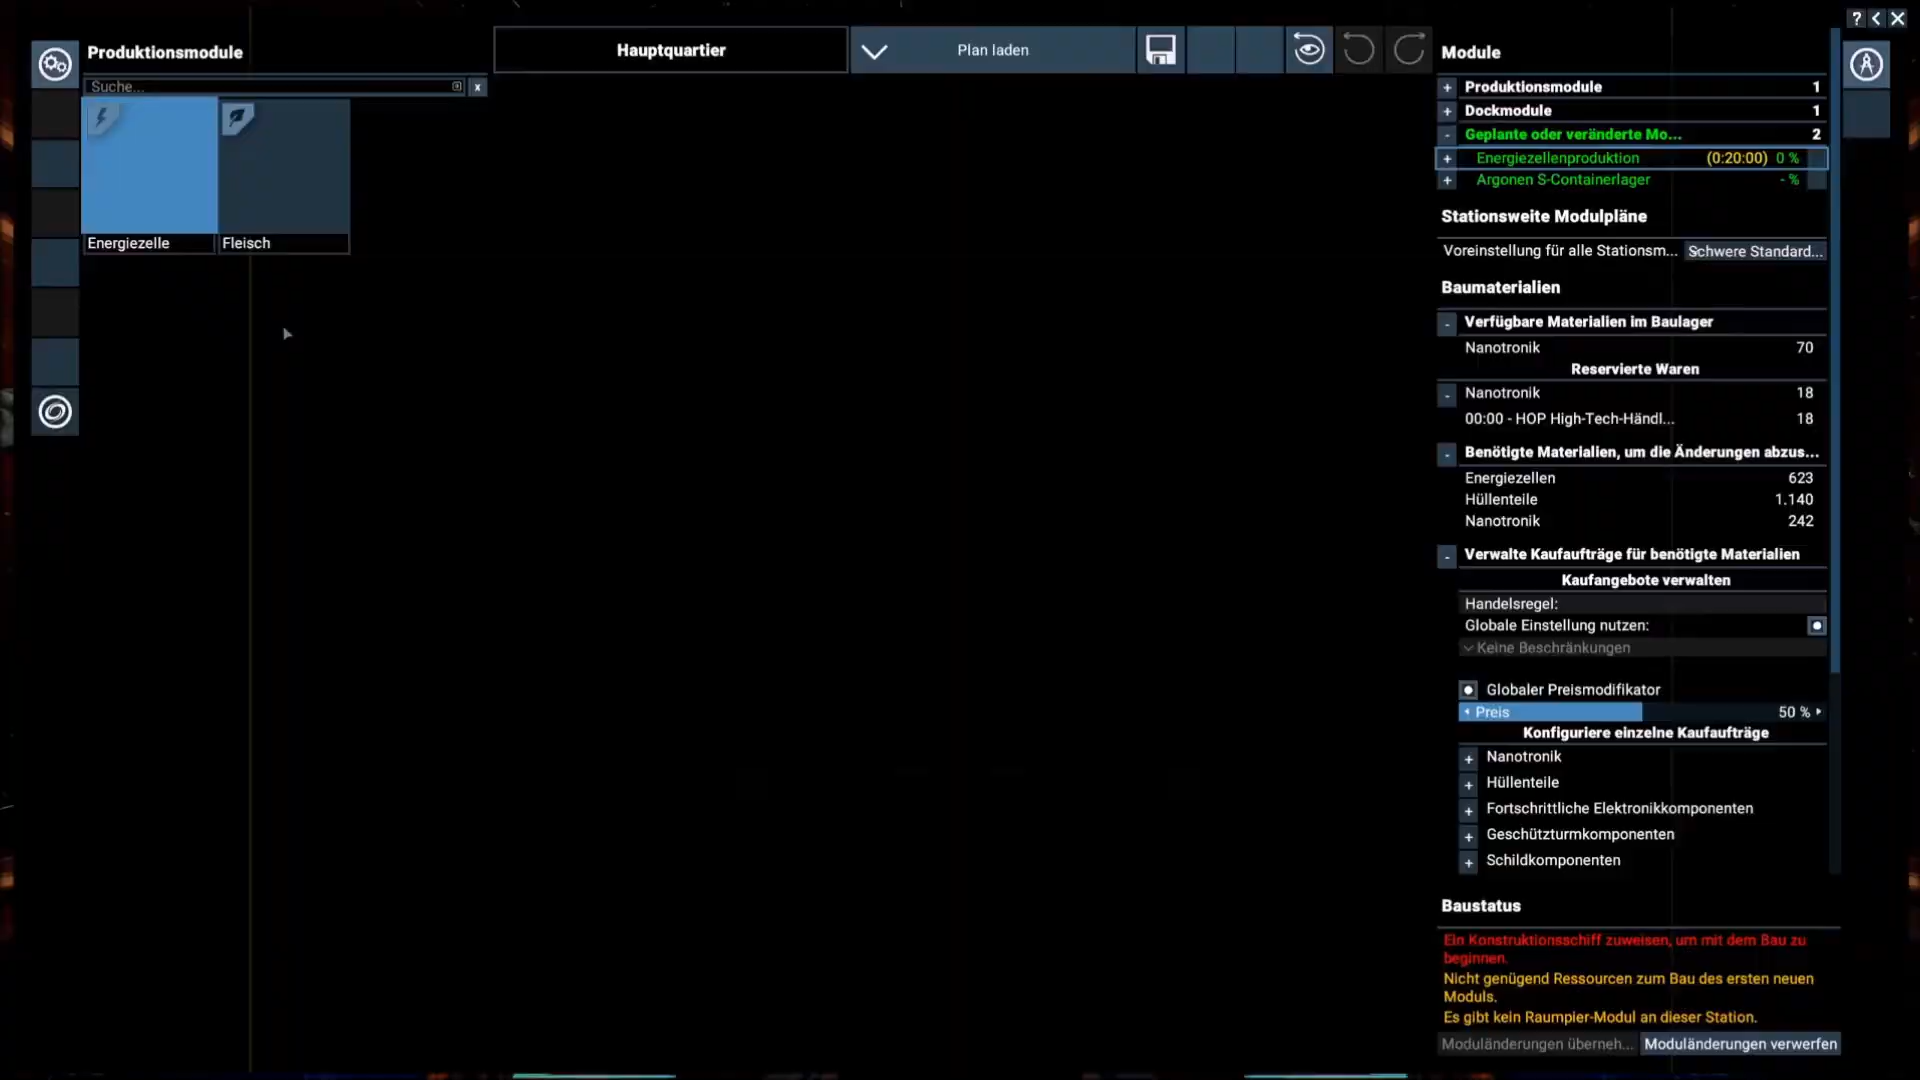 ? < X
Produktionsmodule
Suche...
x
Energiezelle
Fleisch
Hauptquartier
Plan laden
Module
+ Produktionsmodule 1
+ Dockmodule 1
- Geplante oder veränderte Mo... 2
+ Energiezellenproduktion (0:20:00) 0 %
+ Argonen S-Containerlager - %
Stationsweite Modulpläne
Voreinstellung für alle Stationsm... Schwere Standard...
Baumaterialien
- Verfügbare Materialien im Baulager
Nanotronik 70
Reservierte Waren
- Nanotronik 18
00:00 - HOP High-Tech-Händl... 18
- Benötigte Materialien, um die Änderungen abzus...
Energiezellen 623
Hüllenteile 1.140
Nanotronik 242
- Verwalte Kaufaufträge für benötigte Materialien
Kaufangebote verwalten
Handelsregel:
Globale Einstellung nutzen:
Keine Beschränkungen
Globaler Preismodifikator
Preis 50 %
Konfiguriere einzelne Kaufaufträge
+ Nanotronik
+ Hüllenteile
+ Fortschrittliche Elektronikkomponenten
+ Geschützturmkomponenten
+ Schildkomponenten
Baustatus
Ein Konstruktionsschiff zuweisen, um mit dem Bau zu
beginnen.
Nicht genügend Ressourcen zum Bau des ersten neuen
Moduls.
Es gibt kein Raumpier-Modul an dieser Station.
Moduländerungen überneh... Moduländerungen verwerfen